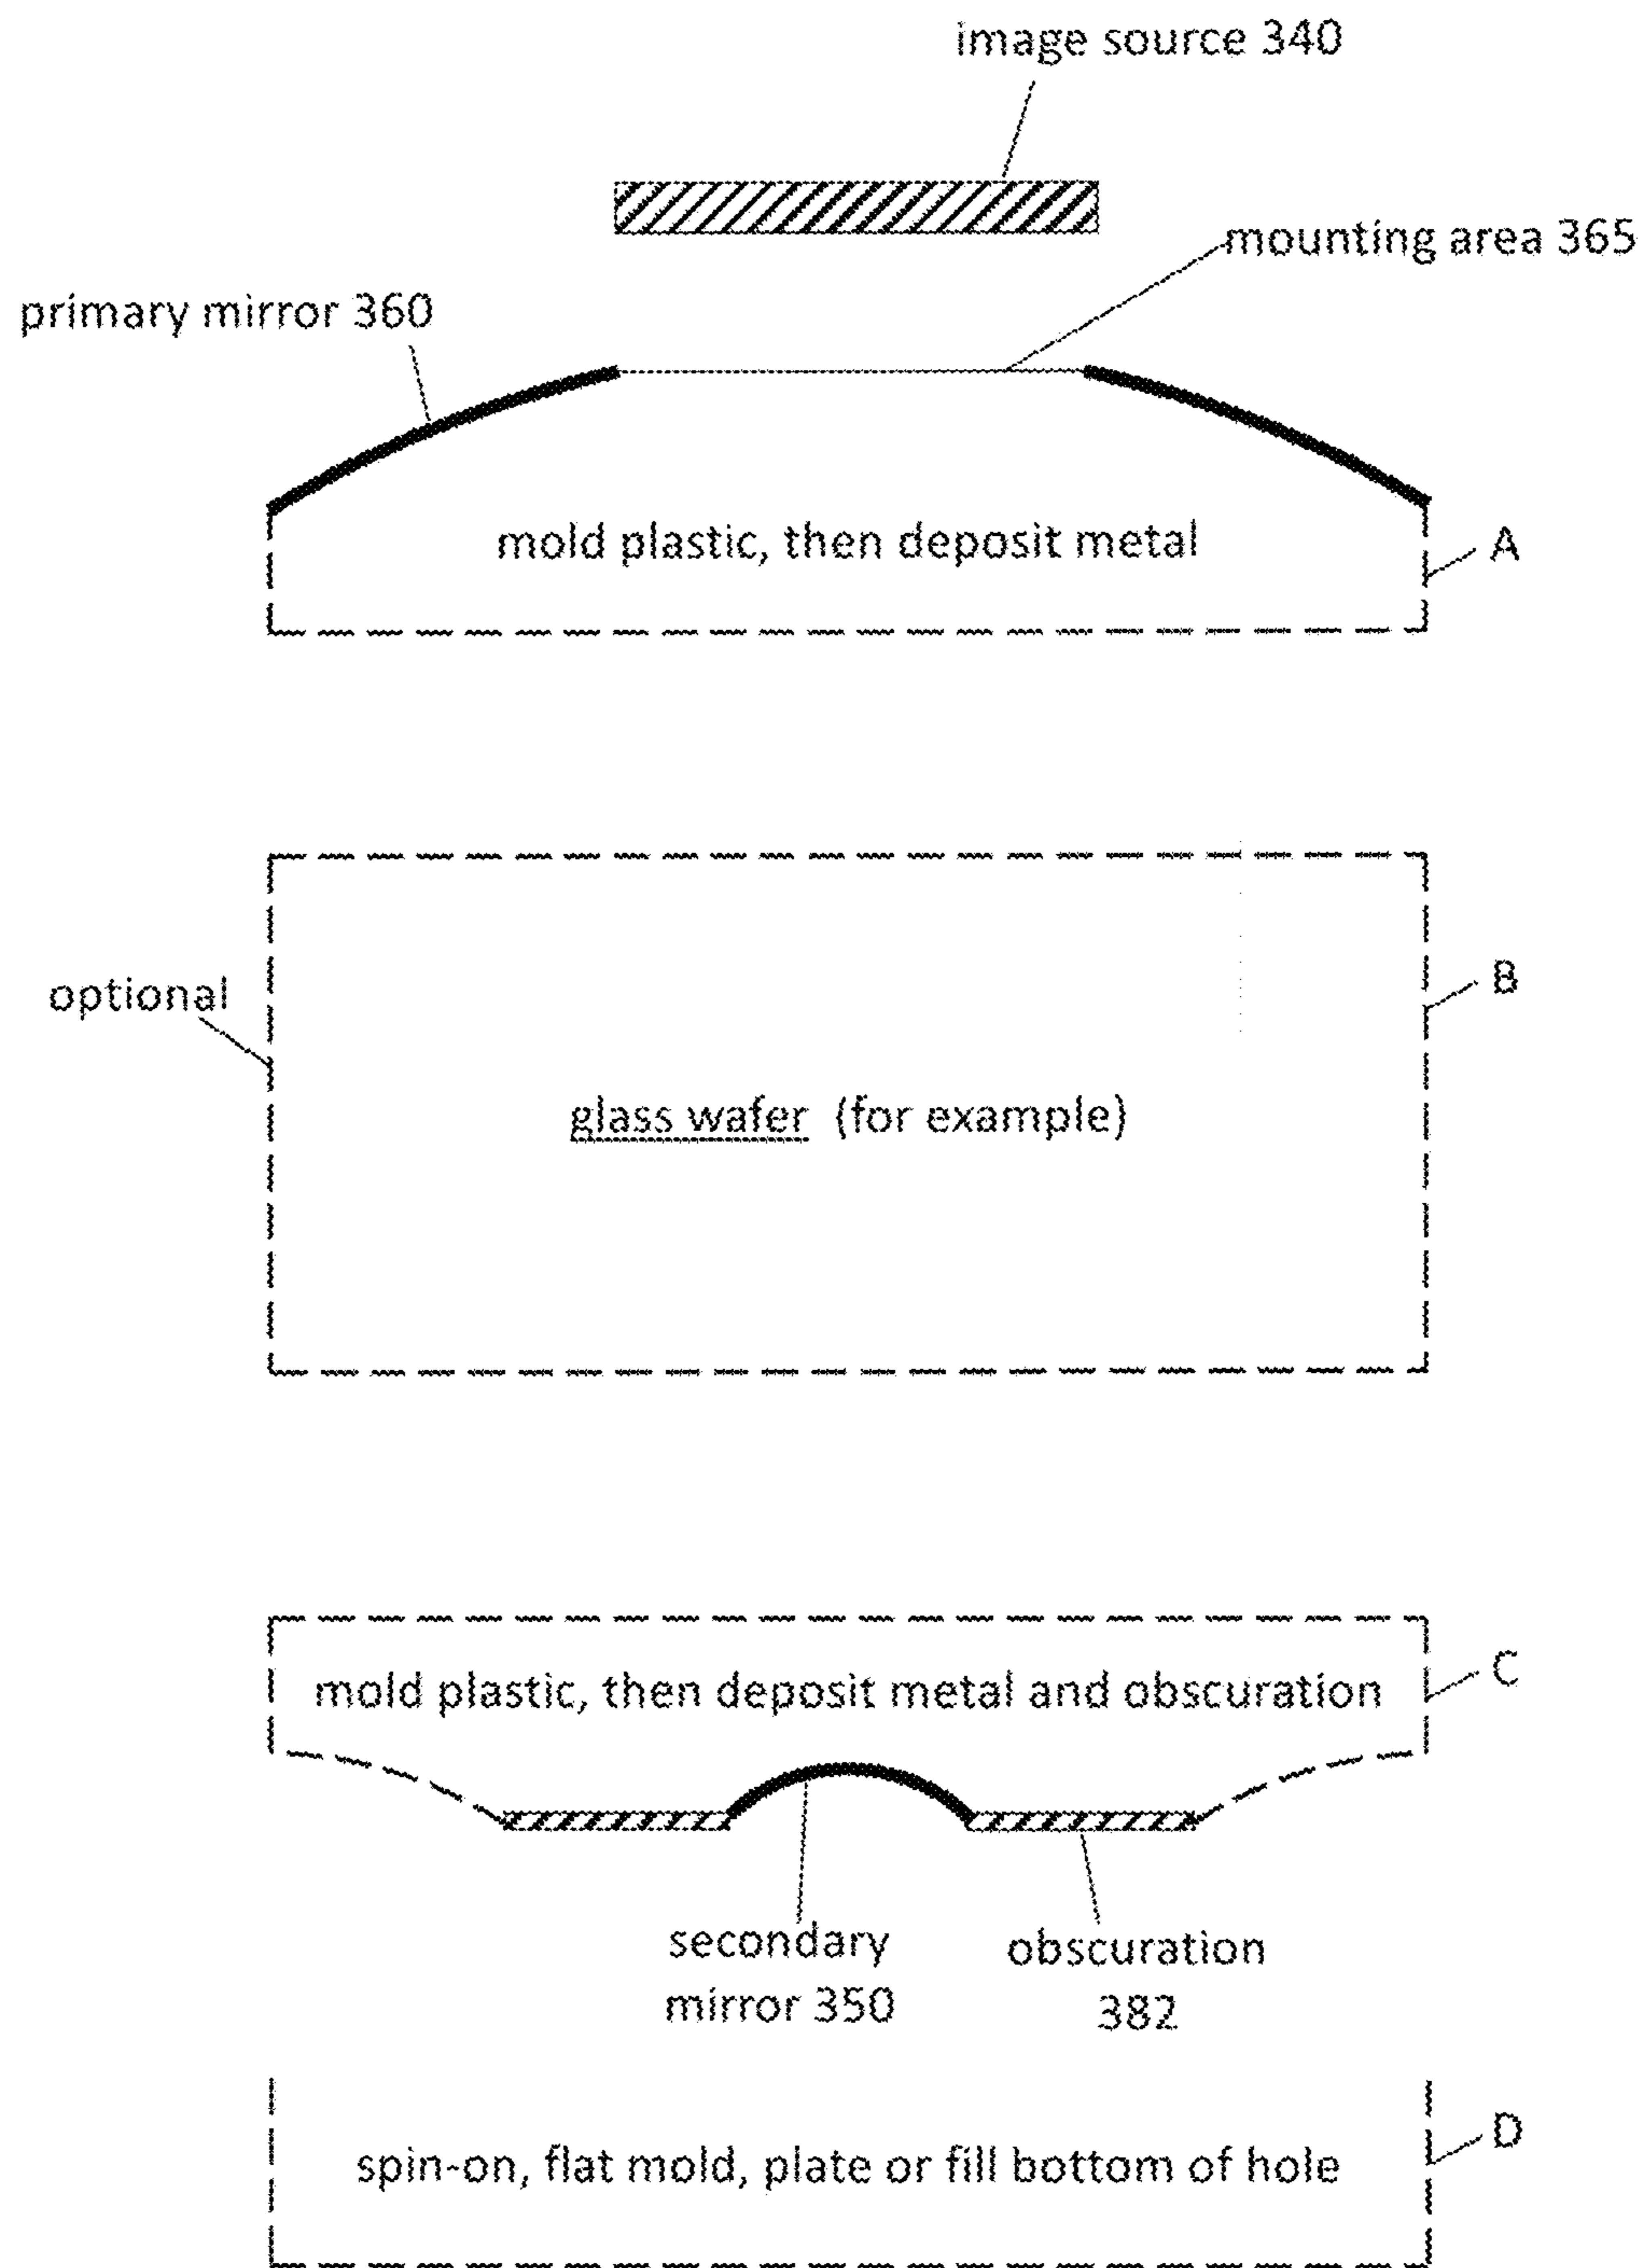 image source 340
mounting area 365
primary mirror 360
mold plastic, then deposit metal
A
optional
B
glass wafer (for example)
C
mold plastic, then deposit metal and obscuration
secondary
mirror 350
obscuration
382
D
spin-on, flat mold, plate or fill bottom of hole